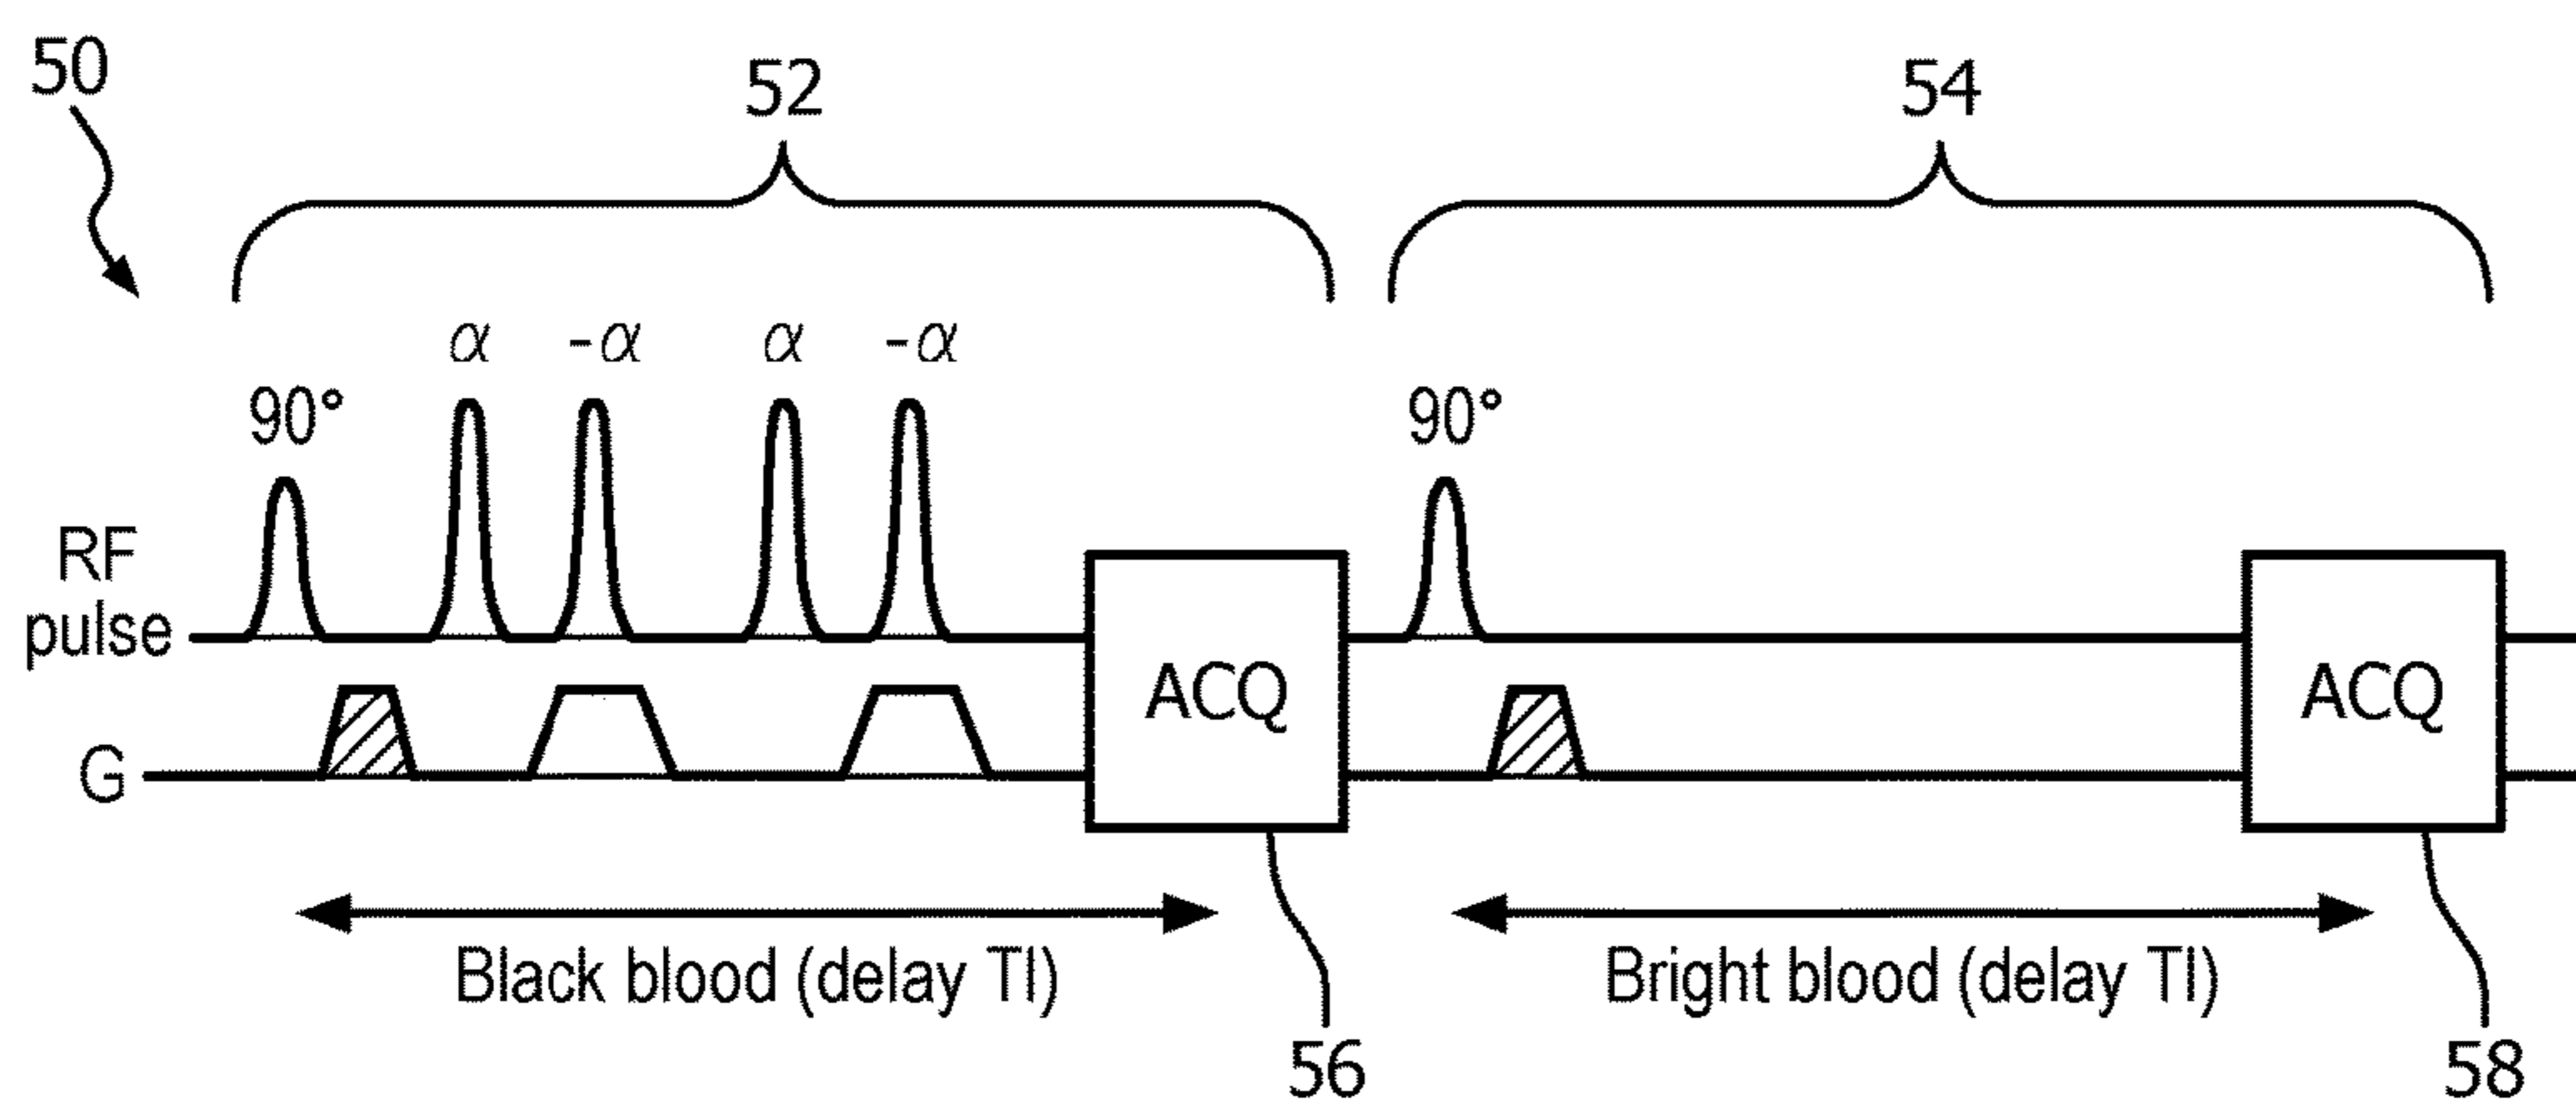 50
52
54
α -α α -α
90°
90°
RF
pulse
ACQ
ACQ
G
Black blood (delay TI)
Bright blood (delay TI)
56
58